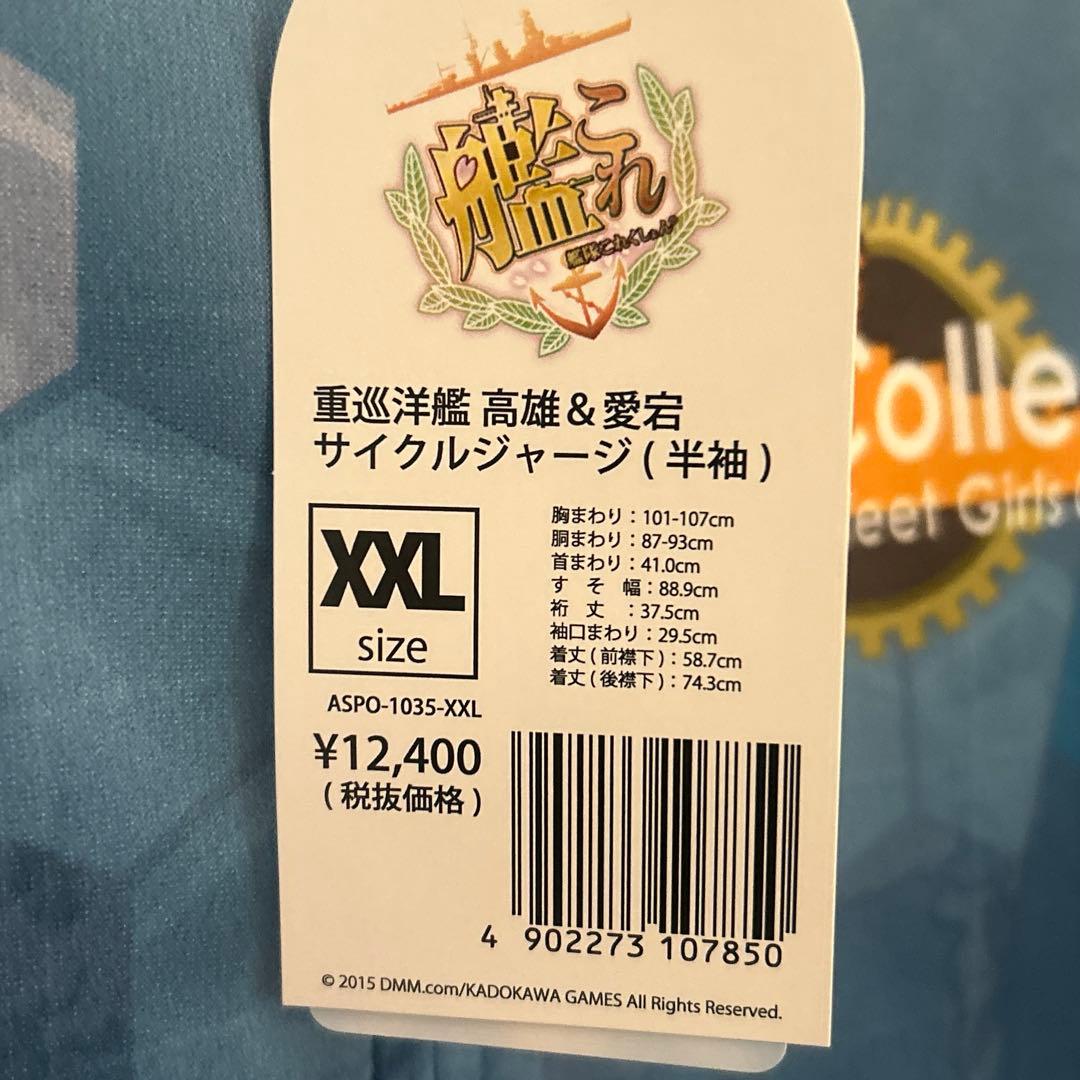 艦これ
艦隊これくしょん
重巡洋艦 高雄＆愛宕
サイクルジャージ（半袖）
XXL
size
胸まわり：101-107cm
胴まわり：87-93cm
首まわり：41.0cm
すそ幅：88.9cm
裄丈：37.5cm
袖口まわり：29.5cm
着丈（前襟下）：58.7cm
着丈（後襟下）：74.3cm
ASPO-1035-XXL
¥12,400
（税抜価格）
4 902273 107850
© 2015 DMM.com/KADOKAWA GAMES All Rights Reserved.
Colle
eet Girls